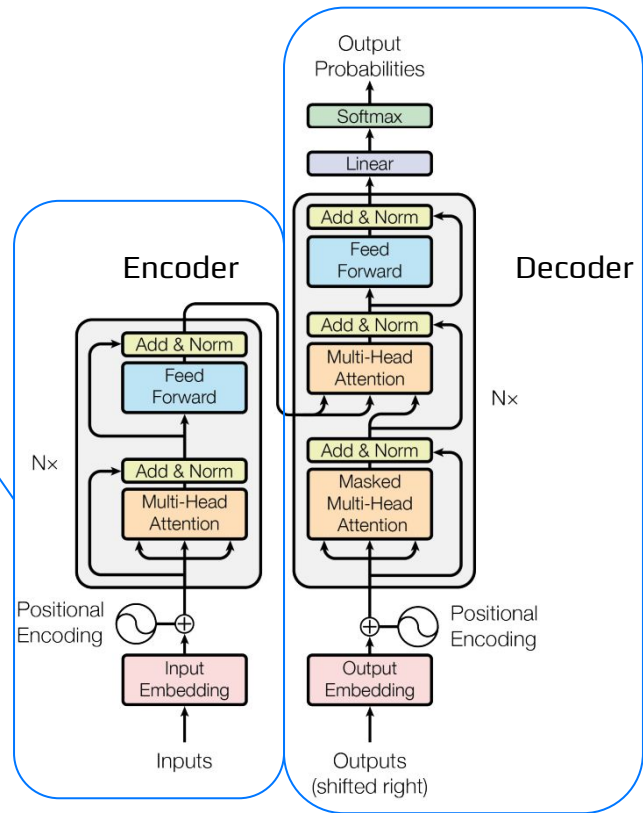 Output
Probabilities
Softmax
Linear
Add & Norm
Feed
Forward
Add & Norm
Multi-Head
Attention
Add & Norm
Masked
Multi-Head
Attention
N×
Decoder
Positional
Encoding
Output
Embedding
Outputs
(shifted right)
Encoder
Add & Norm
Feed
Forward
Add & Norm
Multi-Head
Attention
N×
Positional
Encoding
Input
Embedding
Inputs